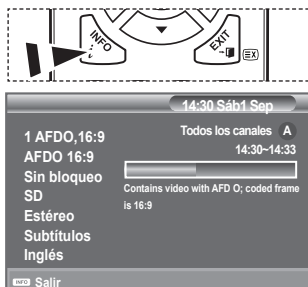 INFO
EXIT
14:30 Sáb1 Sep
1 AFDO,16:9
AFDO 16:9
Sin bloqueo
SD
Estéreo
Subtítulos
Inglés
Todos los canales A
14:30~14:33
Contains video with AFD O; coded frame
is 16:9
INFO Salir